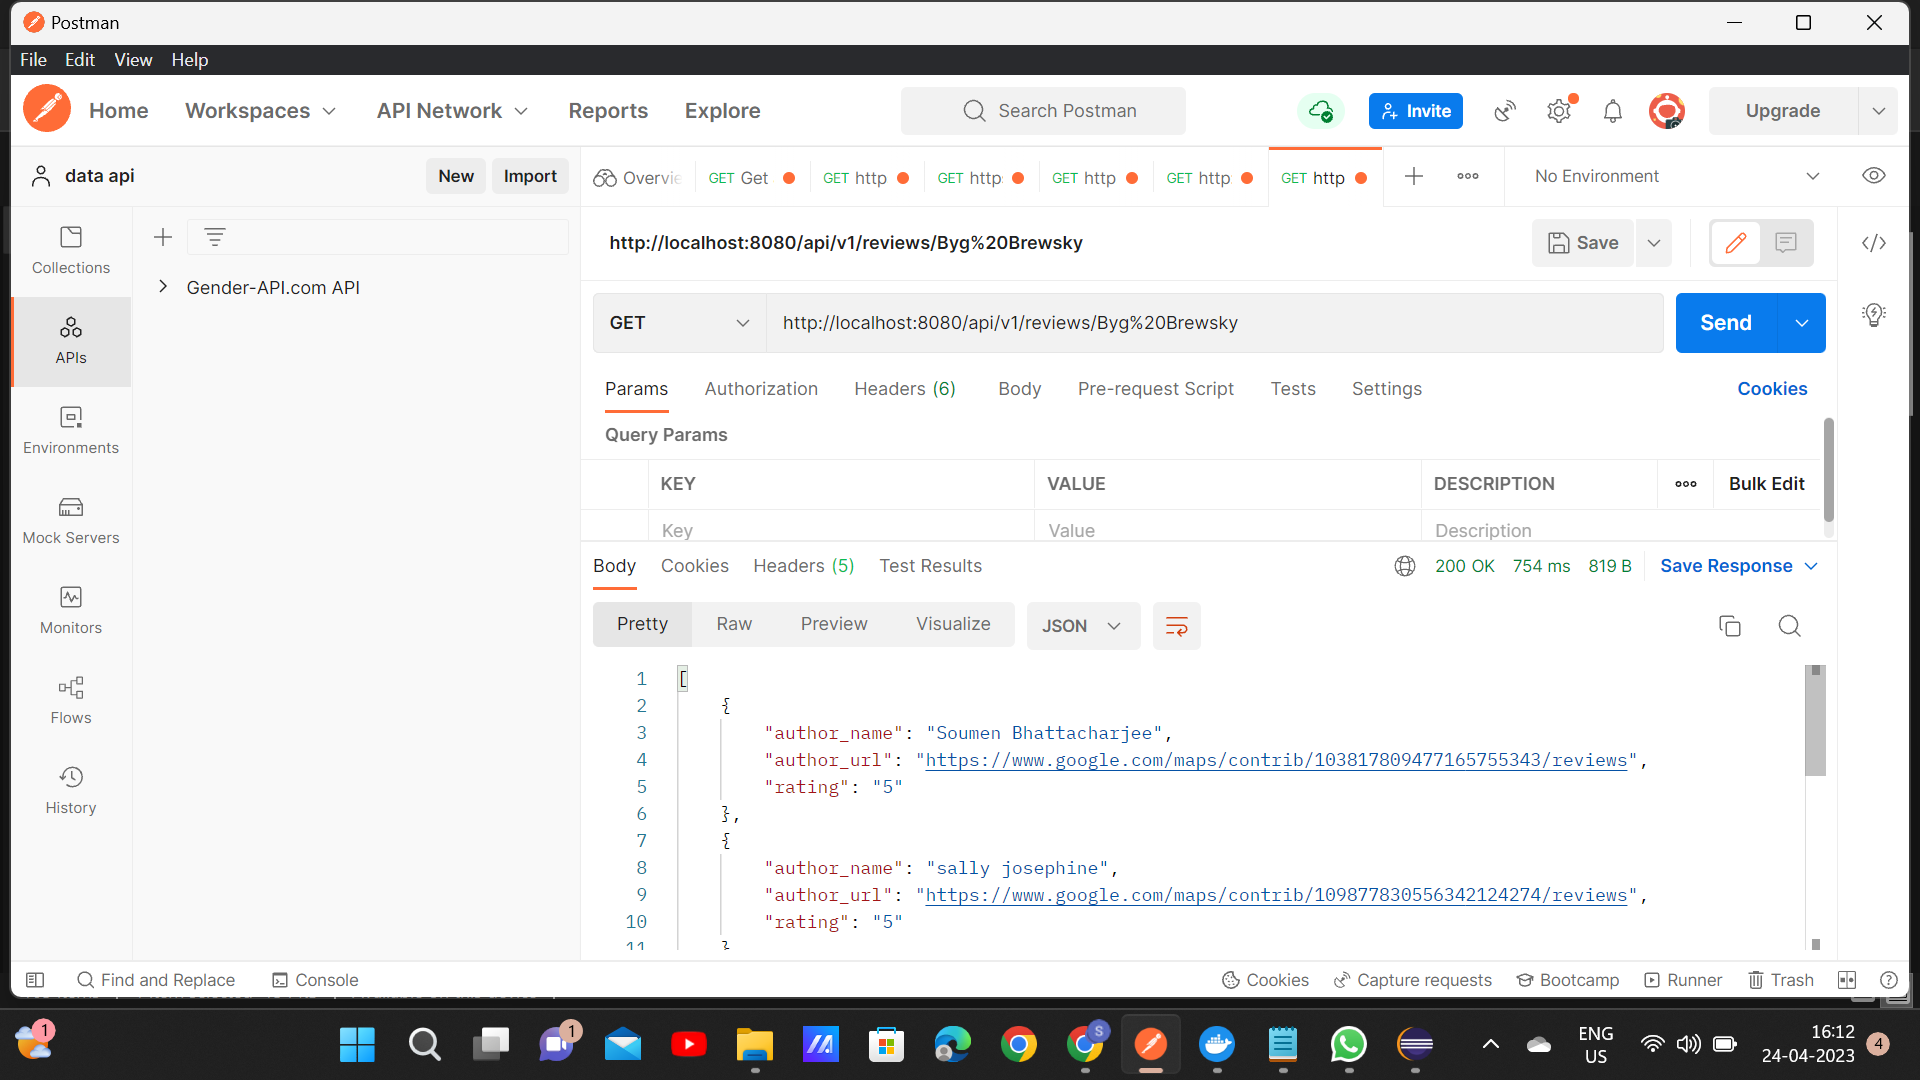 Postman
File Edit View Help
Home Workspaces API Network Reports Explore Search Postman Invite Upgrade
data api New Import
Overvie GET Get GET http GET http GET http GET http GET http No Environment
http://localhost:8080/api/v1/reviews/Byg%20Brewsky Save
Collections
Gender-API.com API
APIs
Environments
Mock Servers
Monitors
Flows
History
GET http://localhost:8080/api/v1/reviews/Byg%20Brewsky Send
Params Authorization Headers (6) Body Pre-request Script Tests Settings Cookies
Query Params
KEY VALUE DESCRIPTION Bulk Edit
Key Value Description
Body Cookies Headers (5) Test Results 200 OK 754 ms 819 B Save Response
Pretty Raw Preview Visualize JSON
1 [
2 {
3 "author_name": "Soumen Bhattacharjee",
4 "author_url": "https://www.google.com/maps/contrib/103817809477165755343/reviews",
5 "rating": "5"
6 },
7 {
8 "author_name": "sally josephine",
9 "author_url": "https://www.google.com/maps/contrib/109877830556342124274/reviews",
10 "rating": "5"
11 }
Find and Replace Console Cookies Capture requests Bootcamp Runner Trash
1 1 S ENG US 16:12 24-04-2023 4